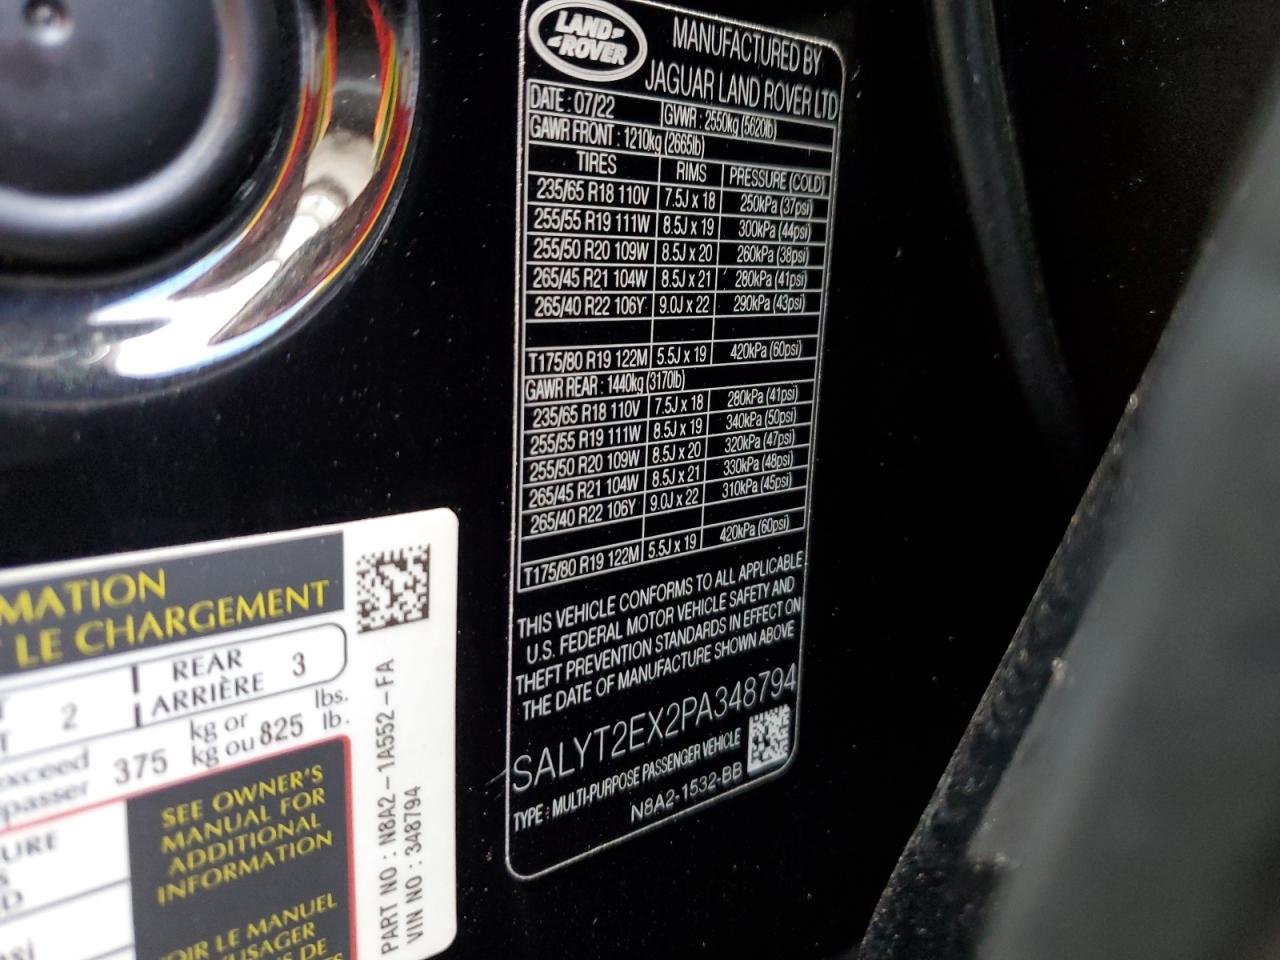 LAND-
-ROVER
MANUFACTURED BY
JAGUAR LAND ROVER LTD
DATE : 07/22 GVWR : 2550kg (5620lb)
GAWR FRONT : 1210kg (2665lb)
TIRES RIMS PRESSURE (COLD)
235/65 R18 110V 7.5J x 18 250kPa (37psi)
255/55 R19 111W 8.5J x 19 300kPa (44psi)
255/50 R20 109W 8.5J x 20 260kPa (38psi)
265/45 R21 104W 8.5J x 21 280kPa (41psi)
265/40 R22 106Y 9.0J x 22 290kPa (43psi)
T175/80 R19 122M 5.5J x 19 420kPa (60psi)
GAWR REAR : 1440kg (3170lb)
235/65 R18 110V 7.5J x 18 280kPa (41psi)
255/55 R19 111W 8.5J x 19 340kPa (50psi)
255/50 R20 109W 8.5J x 20 320kPa (47psi)
265/45 R21 104W 8.5J x 21 330kPa (48psi)
265/40 R22 106Y 9.0J x 22 310kPa (45psi)
T175/80 R19 122M 5.5J x 19 420kPa (60psi)
THIS VEHICLE CONFORMS TO ALL APPLICABLE
U.S. FEDERAL MOTOR VEHICLE SAFETY AND
THEFT PREVENTION STANDARDS IN EFFECT ON
THE DATE OF MANUFACTURE SHOWN ABOVE
SALYT2EX2PA348794
TYPE : MULTI-PURPOSE PASSENGER VEHICLE
N8A2-1532-BB
MATION
LE CHARGEMENT
2 REAR 3
ARRIÈRE
exceed 375 kg or 825 lbs.
passer kg ou lb.
SEE OWNER'S
MANUAL FOR
ADDITIONAL
INFORMATION
OIR LE MANUEL
'USAGER
S DE
URE
PART NO : N8A2-1A552-FA
VIN NO : 348794